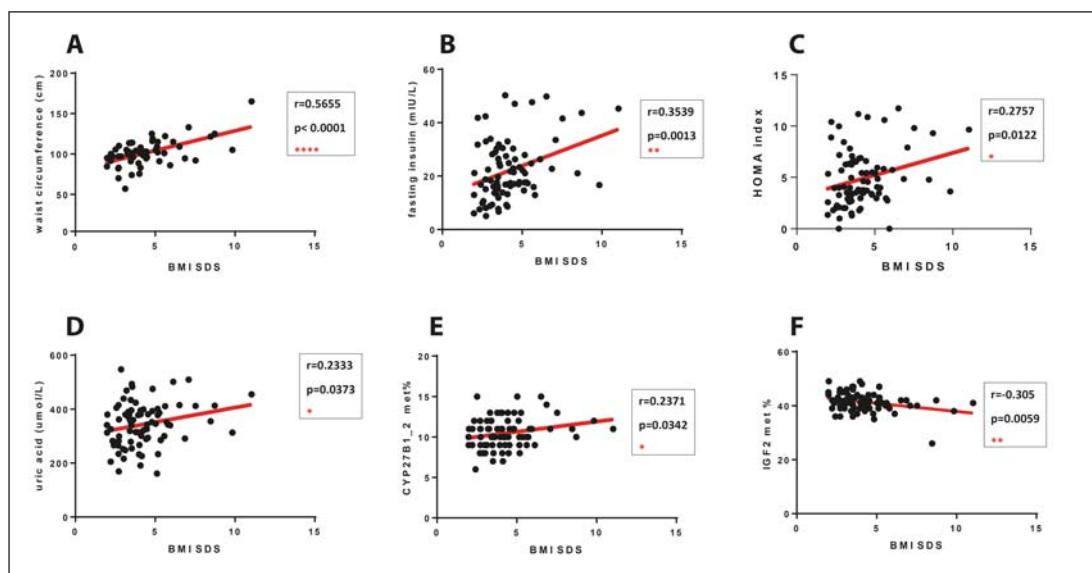 A
waist circumference (cm)
200
150
100
50
0
0 5 10 15
BMI SDS
r=0.5655
p< 0.0001
****
B
fasting insulin (mIU/L)
60
40
20
0
0 5 10 15
BMI SDS
r=0.3539
p=0.0013
**
C
HOMA index
15
10
5
0
0 5 10 15
BMI SDS
r=0.2757
p=0.0122
*
D
uric acid (umol/L)
600
400
200
0
0 5 10 15
BMI SDS
r=0.2333
p=0.0373
*
E
CYP27B1_2 met%
20
15
10
5
0
0 5 10 15
BMI SDS
r=0.2371
p=0.0342
*
F
IGF2 met %
60
40
20
0
0 5 10 15
BMI SDS
r=-0.305
p=0.0059
**